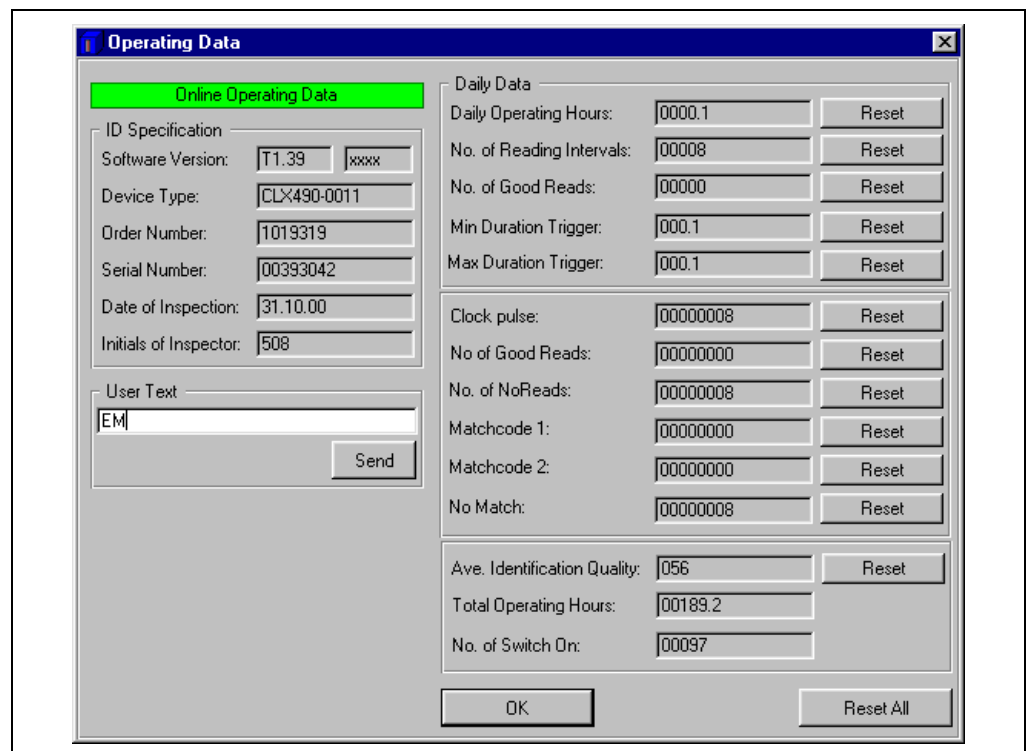 Operating Data
Online Operating Data
ID Specification
Software Version: T1.39 xxxx
Device Type: CLX490-0011
Order Number: 1019319
Serial Number: 00393042
Date of Inspection: 31.10.00
Initials of Inspector: 508
User Text
EM
Send
Daily Data
Daily Operating Hours: 0000.1 Reset
No. of Reading Intervals: 00008 Reset
No. of Good Reads: 00000 Reset
Min Duration Trigger: 000.1 Reset
Max Duration Trigger: 000.1 Reset
Clock pulse: 00000008 Reset
No of Good Reads: 00000000 Reset
No. of NoReads: 00000008 Reset
Matchcode 1: 00000000 Reset
Matchcode 2: 00000000 Reset
No Match: 00000008 Reset
Ave. Identification Quality: 056 Reset
Total Operating Hours: 00189.2
No. of Switch On: 00097
OK Reset All